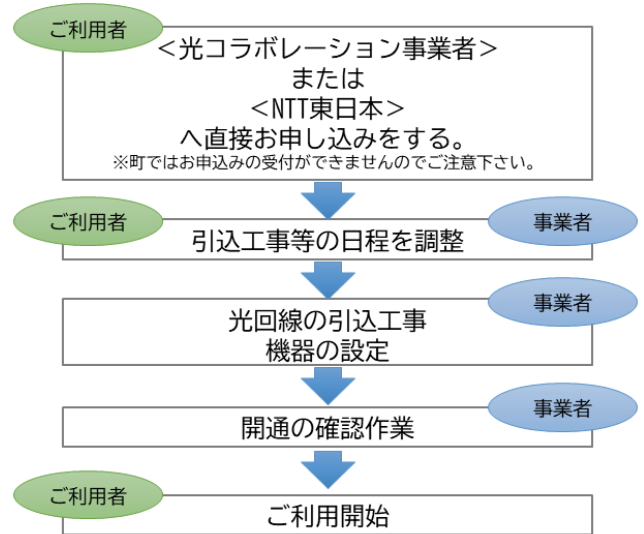 ご利用者
<光コラボレーション事業者>
または
<NTT東日本>
へ直接お申し込みをする。
※町ではお申込みの受付ができませんのでご注意下さい。
ご利用者
事業者
引込工事等の日程を調整
事業者
光回線の引込工事
機器の設定
事業者
開通の確認作業
ご利用者
ご利用開始